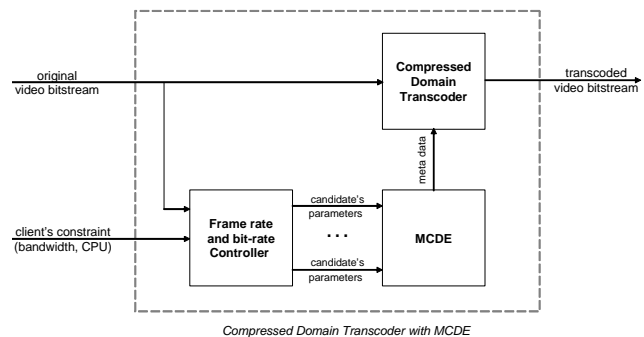 original
video bitstream
Compressed
Domain
Transcoder
transcoded
video bitstream
meta data
client's constraint
(bandwidth, CPU)
Frame rate
and bit-rate
Controller
candidate's
parameters
...
candidate's
parameters
MCDE
Compressed Domain Transcoder with MCDE